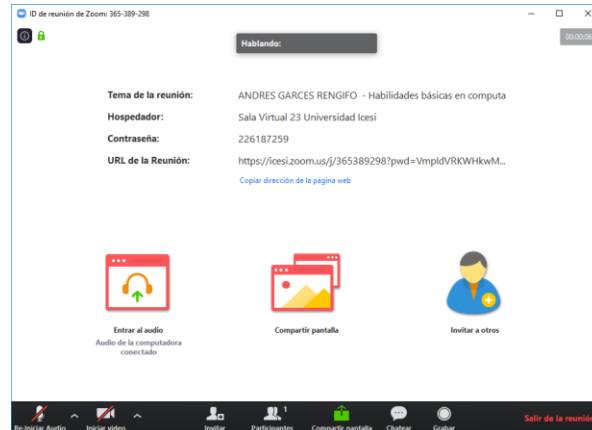 ID de reunión de Zoom: 365-389-298
Hablando:
00:00:06
Tema de la reunión: ANDRES GARCES RENGIFO - Habilidades básicas en computa
Hospedador: Sala Virtual 23 Universidad Icesi
Contraseña: 226187259
URL de la Reunión: https://icesi.zoom.us/j/365389298?pwd=VmpIdVRKWHkwM...
Copiar dirección de la página web
Entrar al audio
Audio de la computadora
conectado
Compartir pantalla
Invitar a otros
Re-Iniciar Audio
Iniciar video
Invitar
1
Participantes
Compartir pantalla
Chatear
Grabar
Salir de la reunión